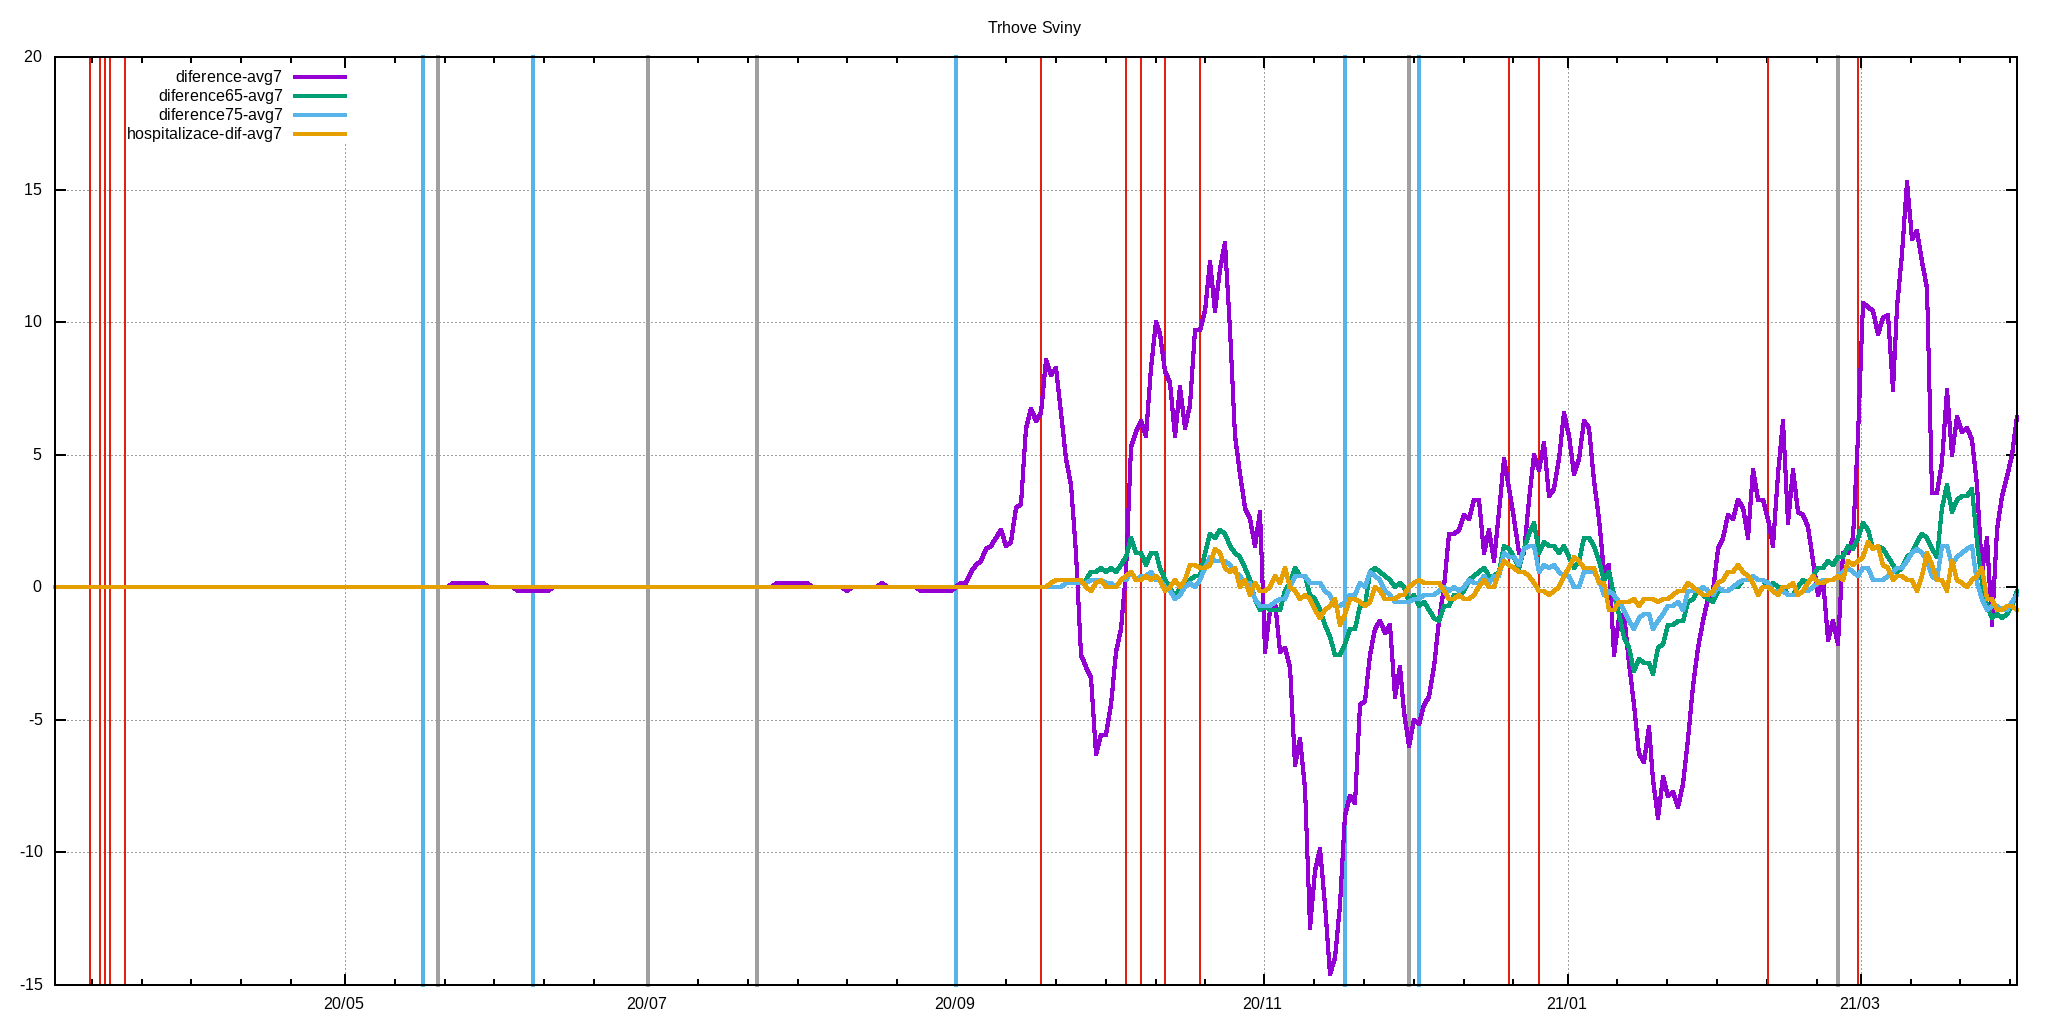 Trhove Sviny
diference-avg7
diference65-avg7
diference75-avg7
hospitalizace-dif-avg7
20
15
10
5
0
-5
-10
-15
20/05 20/07 20/09 20/11 21/01 21/03